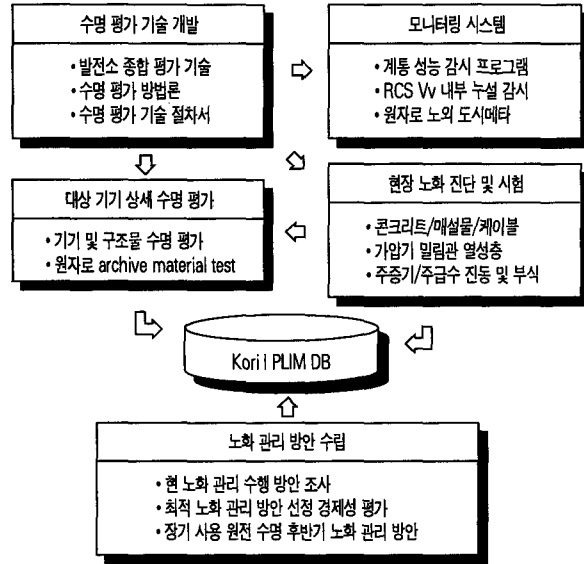 수명 평가 기술 개발
• 발전소 종합 평가 기술
• 수명 평가 방법론
• 수명 평가 기술 절차서
모니터링 시스템
• 계통 성능 감시 프로그램
• RCS Vv 내부 누설 감시
• 원자로 노외 도시메타
대상 기기 상세 수명 평가
• 기기 및 구조물 수명 평가
• 원자로 archive material test
현장 노화 진단 및 시험
• 콘크리트/매설물/케이블
• 가압기 밀림관 열성층
• 주증기/주급수 진동 및 부식
Kori I PLIM DB
노화 관리 방안 수립
• 현 노화 관리 수행 방안 조사
• 최적 노화 관리 방안 선정 경제성 평가
• 장기 사용 원전 수명 후반기 노화 관리 방안